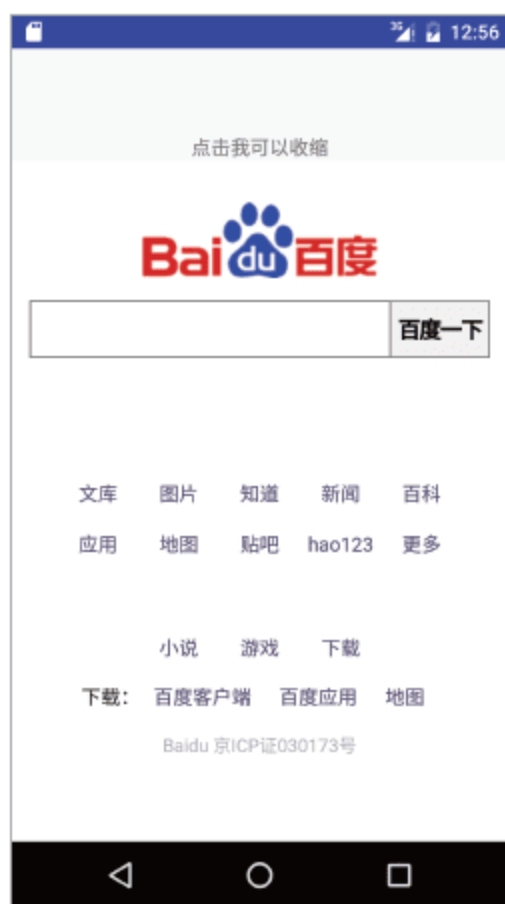 3G 12:56
点击我可以收缩
Bai du 百度
百度一下
文库 图片 知道 新闻 百科
应用 地图 贴吧 hao123 更多
小说 游戏 下载
下载： 百度客户端 百度应用 地图
Baidu 京ICP证030173号